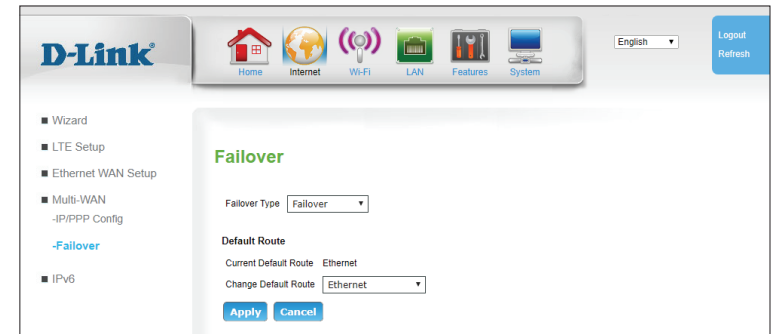 D-Link®
Home Internet Wi-Fi LAN Features System
English
Logout
Refresh
Wizard
LTE Setup
Ethernet WAN Setup
Multi-WAN
-IP/PPP Config
-Failover
IPv6
Failover
Failover Type Failover
Default Route
Current Default Route Ethernet
Change Default Route Ethernet
Apply Cancel